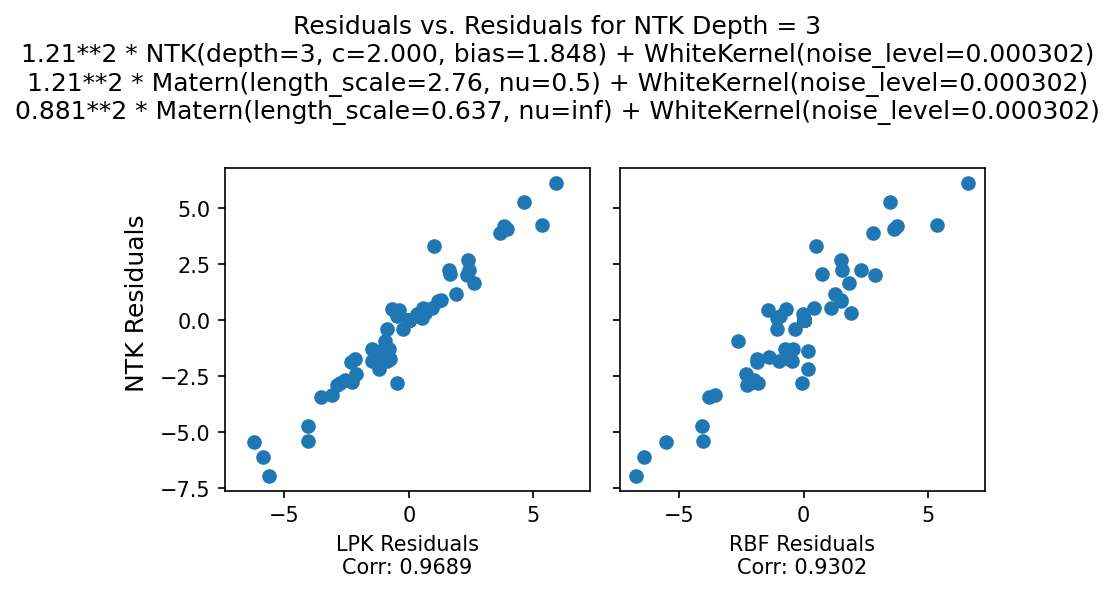 Residuals vs. Residuals for NTK Depth = 3
1.21**2 * NTK(depth=3, c=2.000, bias=1.848) + WhiteKernel(noise_level=0.000302)
1.21**2 * Matern(length_scale=2.76, nu=0.5) + WhiteKernel(noise_level=0.000302)
0.881**2 * Matern(length_scale=0.637, nu=inf) + WhiteKernel(noise_level=0.000302)
NTK Residuals
5.0
2.5
0.0
−2.5
−5.0
−7.5
−5 0 5
LPK Residuals
Corr: 0.9689
−5 0 5
RBF Residuals
Corr: 0.9302